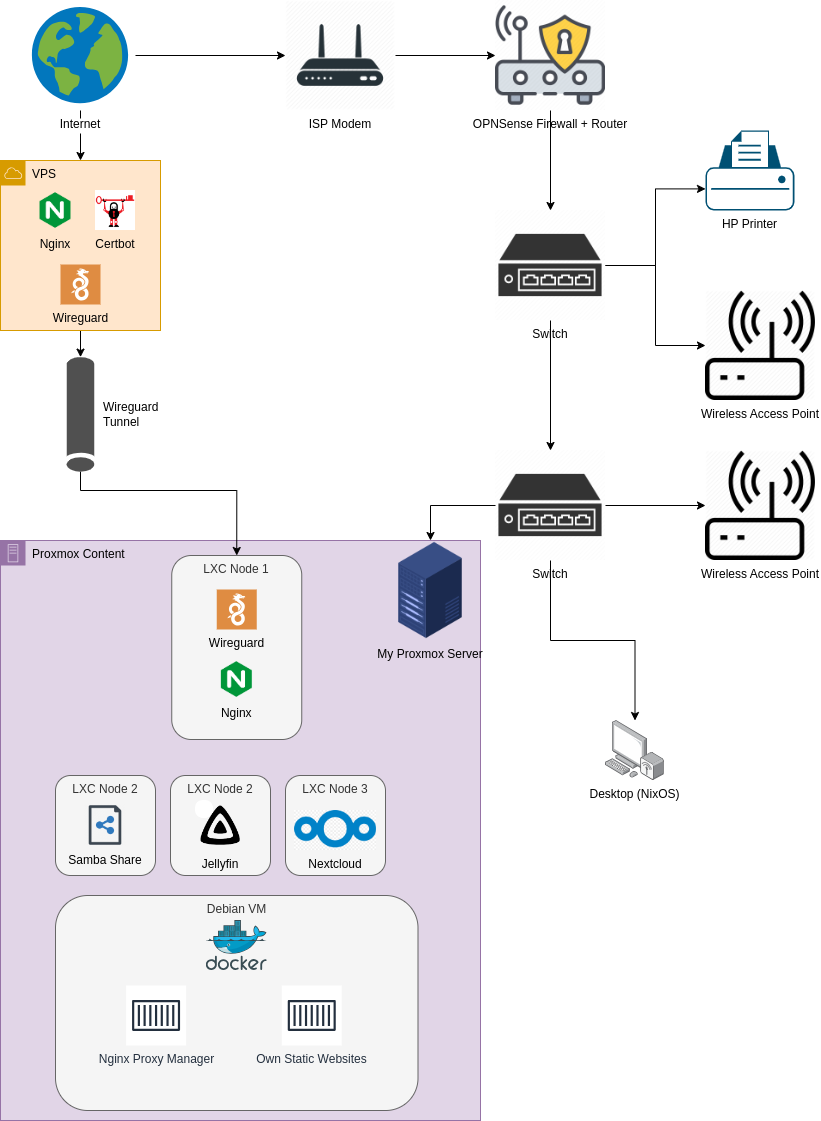 Internet
ISP Modem
OPNSense Firewall + Router
VPS
Nginx
Certbot
Wireguard
HP Printer
Switch
Wireless Access Point
Wireguard
Tunnel
Switch
Wireless Access Point
Proxmox Content
LXC Node 1
Wireguard
Nginx
My Proxmox Server
Desktop (NixOS)
LXC Node 2
Samba Share
LXC Node 2
Jellyfin
LXC Node 3
Nextcloud
Debian VM
docker
Nginx Proxy Manager
Own Static Websites